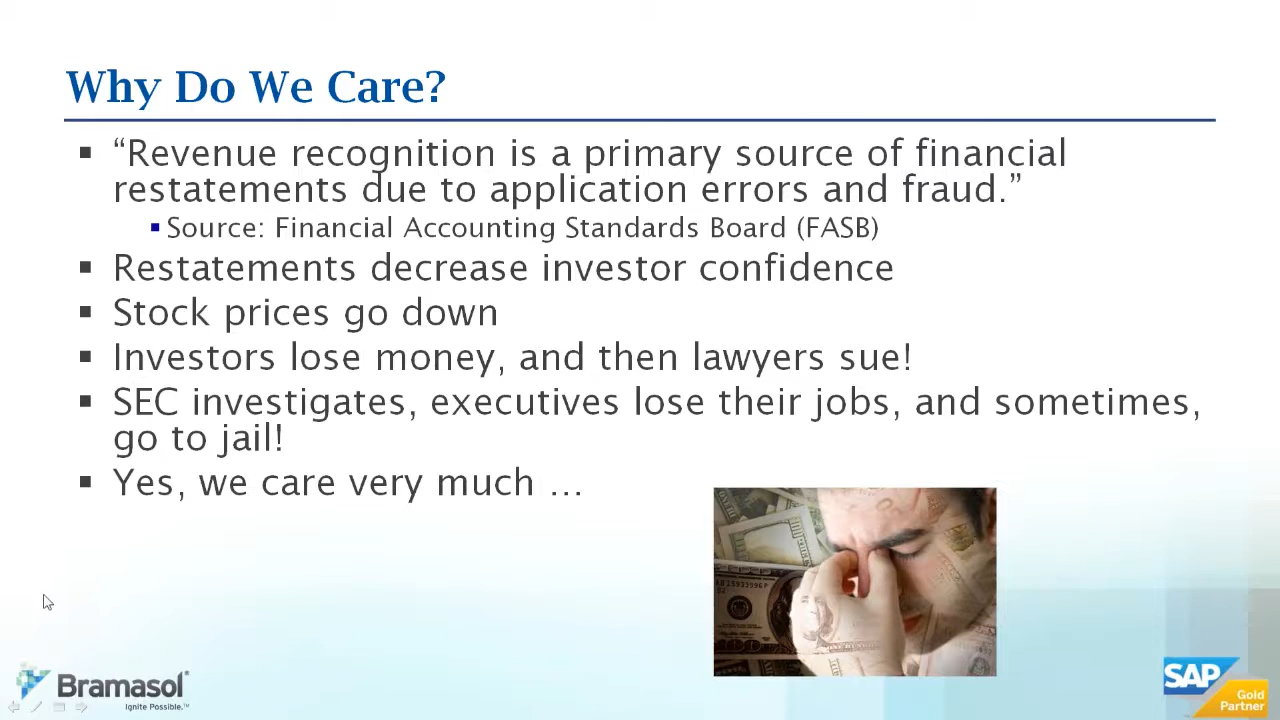 Why Do We Care?
▪ “Revenue recognition is a primary source of financial
restatements due to application errors and fraud.”
▪ Source: Financial Accounting Standards Board (FASB)
▪ Restatements decrease investor confidence
▪ Stock prices go down
▪ Investors lose money, and then lawyers sue!
▪ SEC investigates, executives lose their jobs, and sometimes,
go to jail!
▪ Yes, we care very much ...
Bramasol®
Ignite Possible.™
SAP
Gold
Partner